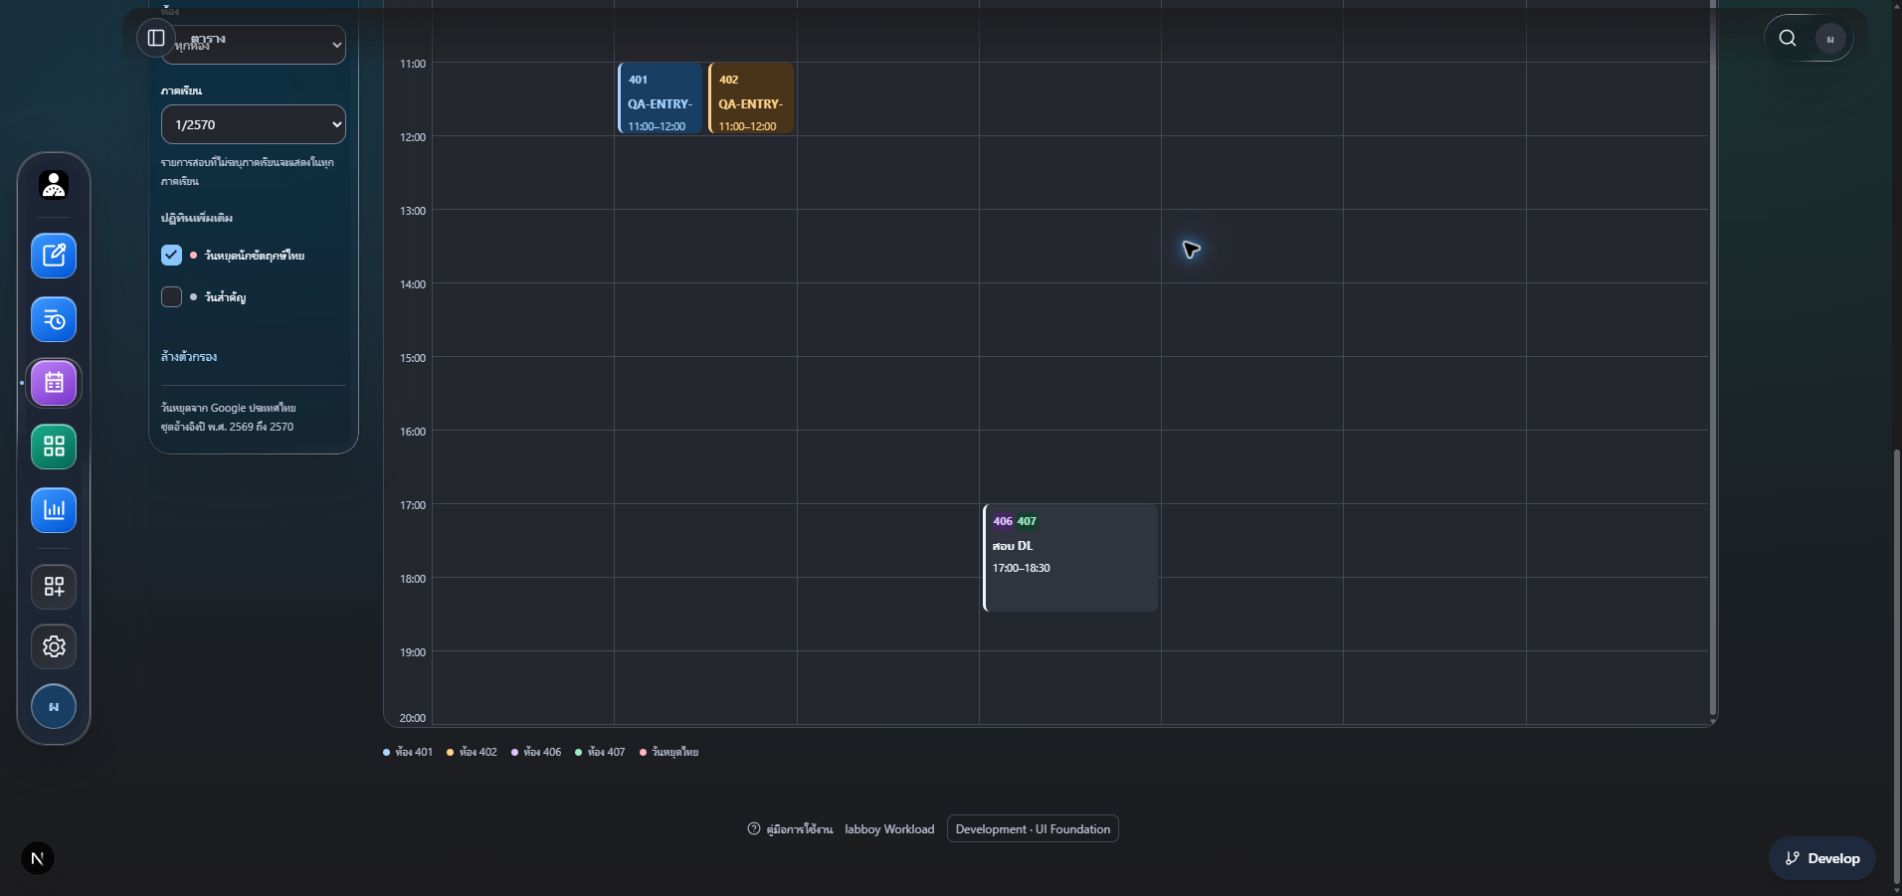 ห้อง
ตาราง
ทุกห้อง
ผ
ภาคเรียน
1/2570
รายการสอบที่ไม่ระบุภาคเรียนจะแสดงในทุก
ภาคเรียน
ปฏิทินเพิ่มเติม
วันหยุดนักขัตฤกษ์ไทย
วันสำคัญ
ล้างตัวกรอง
วันหยุดจาก Google ประเทศไทย
ชุดอ้างอิงปี พ.ศ. 2569 ถึง 2570
ผ
11:00
401
QA-ENTRY-
11:00–12:00
402
QA-ENTRY-
11:00–12:00
12:00
13:00
14:00
15:00
16:00
17:00
406 407
สอบ DL
17:00–18:30
18:00
19:00
20:00
ห้อง 401 ห้อง 402 ห้อง 406 ห้อง 407 วันหยุดไทย
คู่มือการใช้งาน labboy Workload Development · UI Foundation
N
Develop